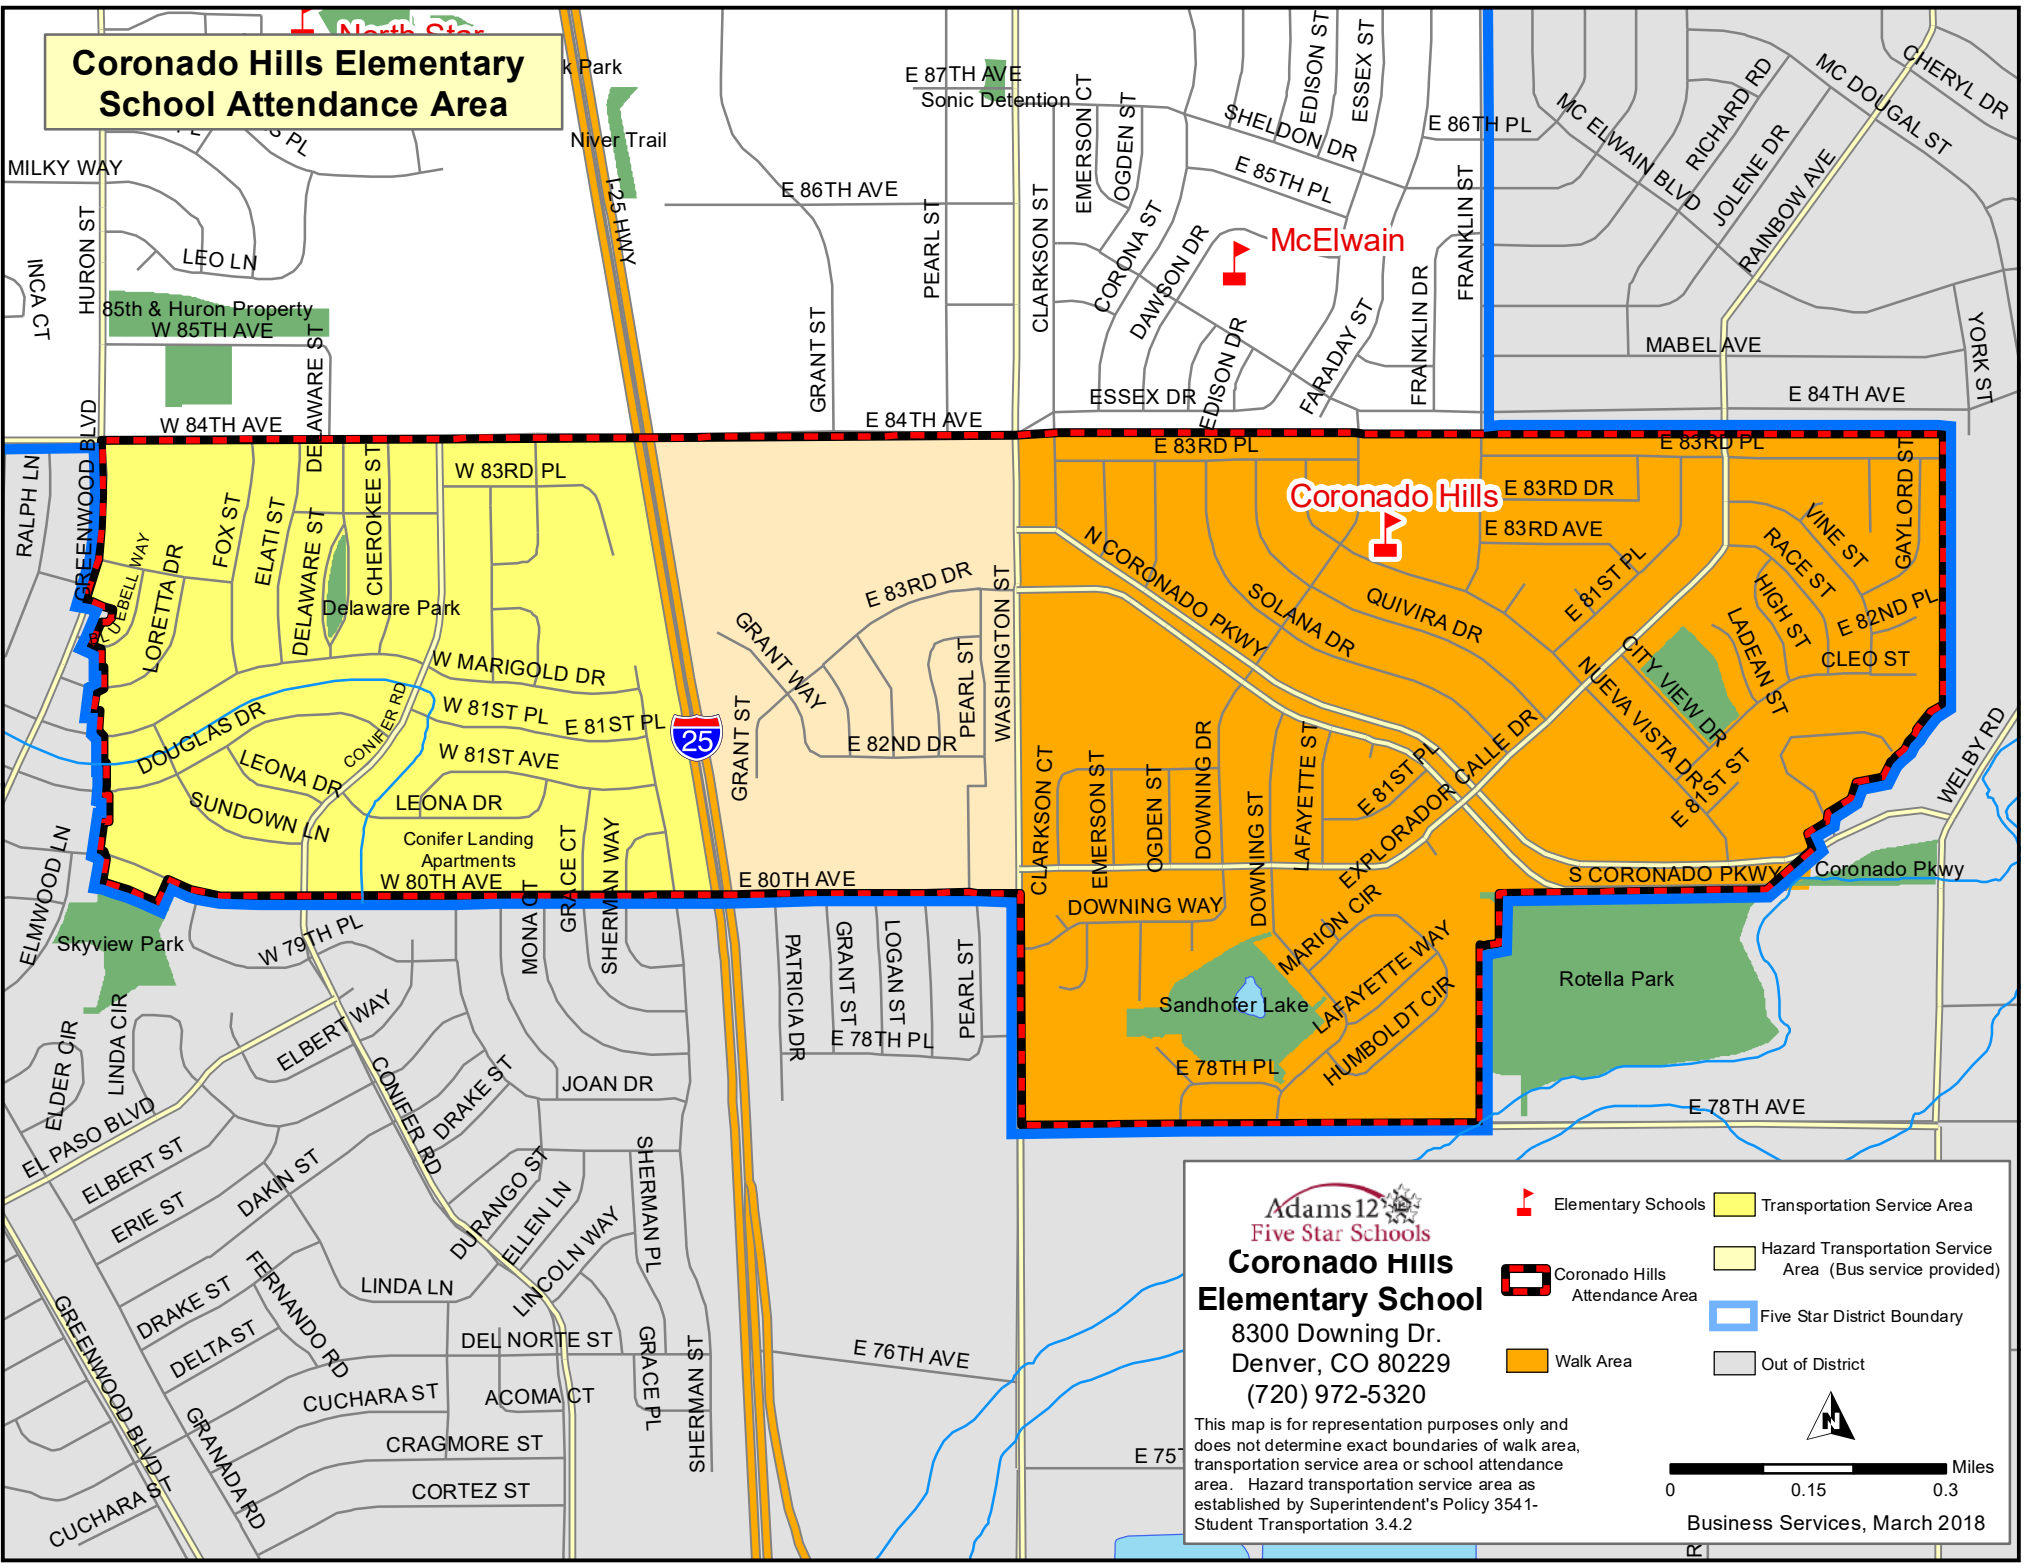 North Star
Coronado Hills Elementary
School Attendance Area
k Park
Niver Trail
E 87TH AVE
Sonic Detention
EMERSON CT
OGDEN ST
EDISON ST
ESSEX ST
SHELDON DR
E 86TH PL
MC ELWAIN BLVD
RICHARD RD
JOLENE DR
MC DOUGAL ST
CHERYL DR
RAINBOW AVE
S PL
MILKY WAY
HURON ST
LEO LN
INCA CT
I-25 HWY
E 86TH AVE
PEARL ST
CLARKSON ST
E 85TH PL
CORONA ST
DAWSON DR
McElwain
FRANKLIN ST
FRANKLIN DR
85th & Huron Property
W 85TH AVE
DELAWARE ST
GRANT ST
EDISON DR
FARADAY ST
MABEL AVE
YORK ST
ESSEX DR
E 84TH AVE
W 84TH AVE
E 84TH AVE
GREENWOOD BLVD
RALPH LN
E 83RD PL
E 83RD PL
W 83RD PL
FOX ST
ELATI ST
DELAWARE ST
CHEROKEE ST
Coronado Hills
E 83RD DR
E 83RD AVE
GAYLORD ST
VINE ST
RACE ST
HIGH ST
N CORONADO PKWY
E 81ST PL
BLUEBELL WAY
LORETTA DR
Delaware Park
E 83RD DR
WASHINGTON ST
SOLANA DR
QUIVIRA DR
LADEAN ST
E 82ND PL
CLEO ST
CITY VIEW DR
NUEVA VISTA DR
W MARIGOLD DR
GRANT WAY
PEARL ST
DOUGLAS DR
CONIFER RD
W 81ST PL
E 81ST PL
25
GRANT ST
E 82ND DR
W 81ST AVE
LEONA DR
LEONA DR
SUNDOWN LN
CLARKSON CT
EMERSON ST
OGDEN ST
DOWNING DR
DOWNING ST
LAFAYETTE ST
E 81ST PL
EXPLORADOR CALLE DR
E 81ST ST
WELBY RD
Conifer Landing
Apartments
W 80TH AVE
GRACE CT
SHERMAN WAY
MONA CT
E 80TH AVE
S CORONADO PKWY
Coronado Pkwy
ELMWOOD LN
DOWNING WAY
MARION CIR
Skyview Park
W 79TH PL
PATRICIA DR
GRANT ST
LOGAN ST
PEARL ST
LAFAYETTE WAY
HUMBOLDT CIR
Rotella Park
Sandhofer Lake
ELDER CIR
LINDA CIR
ELBERT WAY
E 78TH PL
E 78TH PL
CONIFER RD
DRAKE ST
JOAN DR
E 78TH AVE
EL PASO BLVD
ELBERT ST
ERIE ST
DAKIN ST
DURANGO ST
ELLEN LN
LINCOLN WAY
SHERMAN PL
DRAKE ST
FERNANDO RD
LINDA LN
DELTA ST
DEL NORTE ST
GRACE PL
SHERMAN ST
E 76TH AVE
GREENWOOD BLVD
CUCHARA ST
ACOMA CT
GRANADA RD
CRAGMORE ST
CORTEZ ST
CUCHARA ST
E 75T
Adams 12
Five Star Schools
Coronado Hills
Elementary School
8300 Downing Dr.
Denver, CO 80229
(720) 972-5320
This map is for representation purposes only and
does not determine exact boundaries of walk area,
transportation service area or school attendance
area. Hazard transportation service area as
established by Superintendent's Policy 3541-
Student Transportation 3.4.2
Elementary Schools
Coronado Hills
Attendance Area
Walk Area
Transportation Service Area
Hazard Transportation Service
Area (Bus service provided)
Five Star District Boundary
Out of District
N
Miles
0 0.15 0.3
Business Services, March 2018